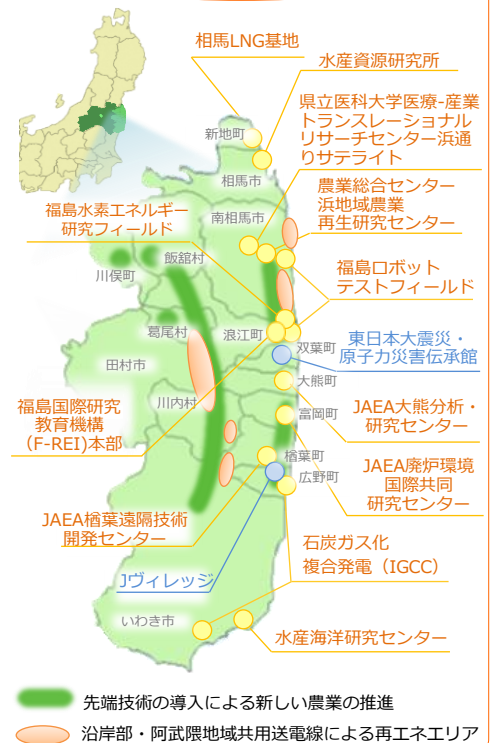 相馬LNG基地
水産資源研究所
県立医科大学医療-産業
トランスレーショナル
リサーチセンター浜通
りサテライト
新地町
相馬市
農業総合センター
浜地域農業
再生研究センター
福島水素エネルギー
研究フィールド
南相馬市
飯舘村
川俣町
福島ロボット
テストフィールド
葛尾村
浪江町
双葉町
東日本大震災・
原子力災害伝承館
田村市
大熊町
川内村
福島国際研究
教育機構
（F-REI)本部
富岡町
JAEA大熊分析・
研究センター
楢葉町
JAEA廃炉環境
国際共同
研究センター
広野町
JAEA楢葉遠隔技術
開発センター
石炭ガス化
複合発電（IGCC）
Jヴィレッジ
いわき市
水産海洋研究センター
先端技術の導入による新しい農業の推進
沿岸部・阿武隈地域共用送電線による再エネエリア